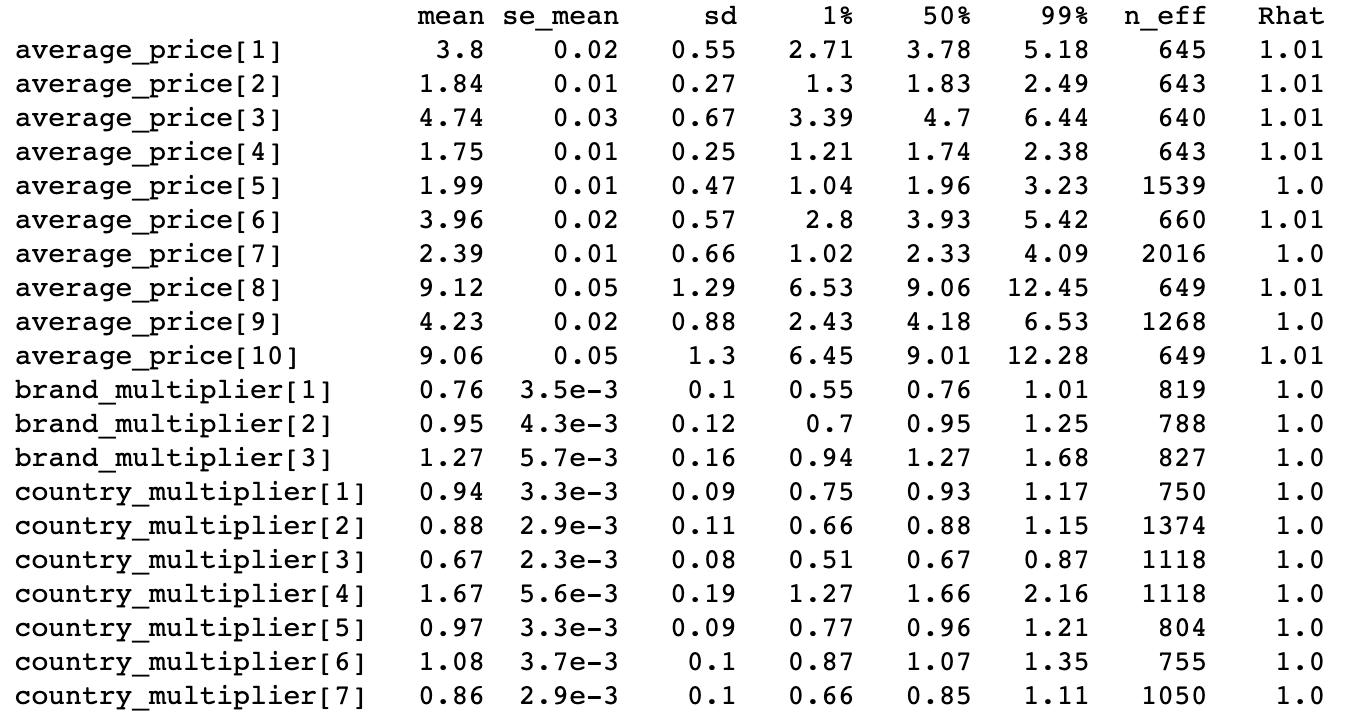 mean se_mean sd 1% 50% 99% n_eff Rhat
average_price[1] 3.8 0.02 0.55 2.71 3.78 5.18 645 1.01
average_price[2] 1.84 0.01 0.27 1.3 1.83 2.49 643 1.01
average_price[3] 4.74 0.03 0.67 3.39 4.7 6.44 640 1.01
average_price[4] 1.75 0.01 0.25 1.21 1.74 2.38 643 1.01
average_price[5] 1.99 0.01 0.47 1.04 1.96 3.23 1539 1.0
average_price[6] 3.96 0.02 0.57 2.8 3.93 5.42 660 1.01
average_price[7] 2.39 0.01 0.66 1.02 2.33 4.09 2016 1.0
average_price[8] 9.12 0.05 1.29 6.53 9.06 12.45 649 1.01
average_price[9] 4.23 0.02 0.88 2.43 4.18 6.53 1268 1.0
average_price[10] 9.06 0.05 1.3 6.45 9.01 12.28 649 1.01
brand_multiplier[1] 0.76 3.5e-3 0.1 0.55 0.76 1.01 819 1.0
brand_multiplier[2] 0.95 4.3e-3 0.12 0.7 0.95 1.25 788 1.0
brand_multiplier[3] 1.27 5.7e-3 0.16 0.94 1.27 1.68 827 1.0
country_multiplier[1] 0.94 3.3e-3 0.09 0.75 0.93 1.17 750 1.0
country_multiplier[2] 0.88 2.9e-3 0.11 0.66 0.88 1.15 1374 1.0
country_multiplier[3] 0.67 2.3e-3 0.08 0.51 0.67 0.87 1118 1.0
country_multiplier[4] 1.67 5.6e-3 0.19 1.27 1.66 2.16 1118 1.0
country_multiplier[5] 0.97 3.3e-3 0.09 0.77 0.96 1.21 804 1.0
country_multiplier[6] 1.08 3.7e-3 0.1 0.87 1.07 1.35 755 1.0
country_multiplier[7] 0.86 2.9e-3 0.1 0.66 0.85 1.11 1050 1.0